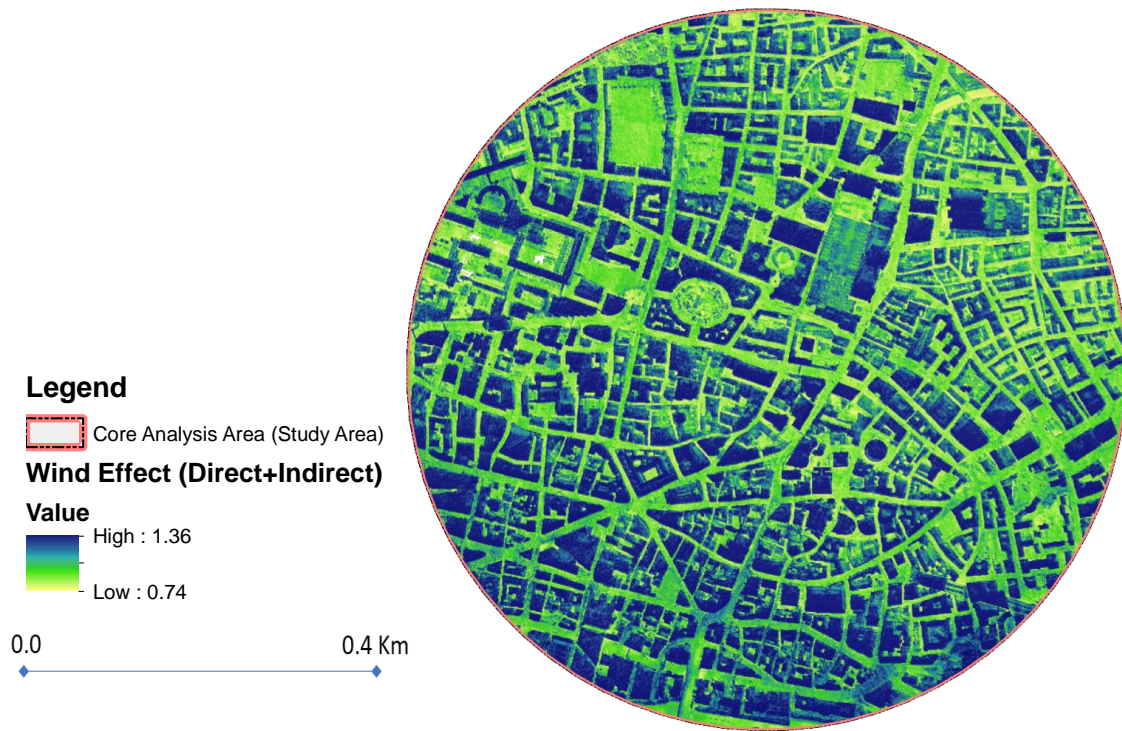 Legend
Core Analysis Area (Study Area)
Wind Effect (Direct+Indirect)
Value
High : 1.36
Low : 0.74
0.0 0.4 Km